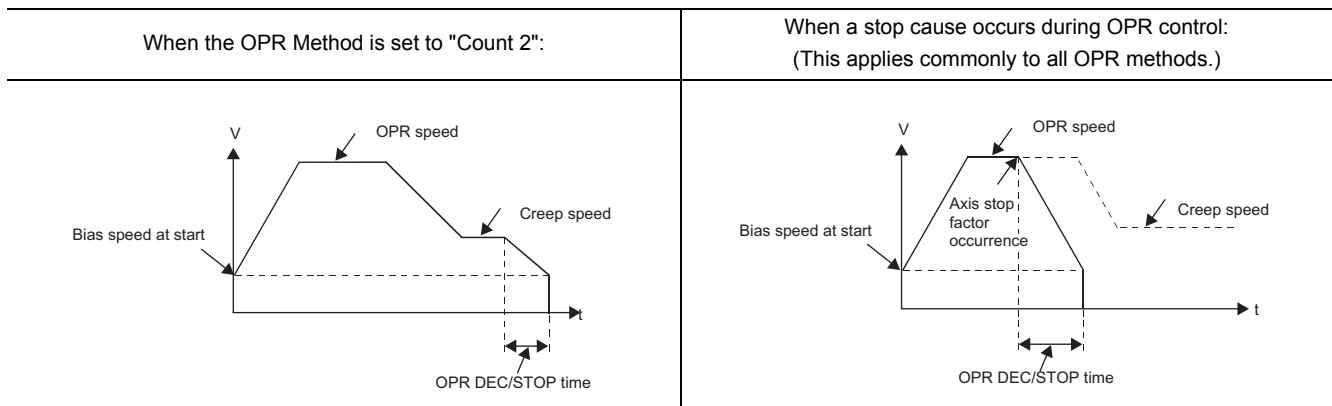 When the OPR Method is set to "Count 2":
When a stop cause occurs during OPR control:
(This applies commonly to all OPR methods.)
V
OPR speed
Creep speed
Bias speed at start
t
OPR DEC/STOP time
V
OPR speed
Axis stop
factor
occurrence
Creep speed
Bias speed at start
t
OPR DEC/STOP time